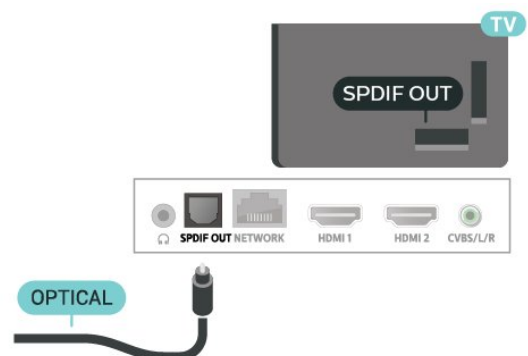 TV
SPDIF OUT
SPDIF OUT NETWORK HDMI 1 HDMI 2 CVBS/L/R
OPTICAL